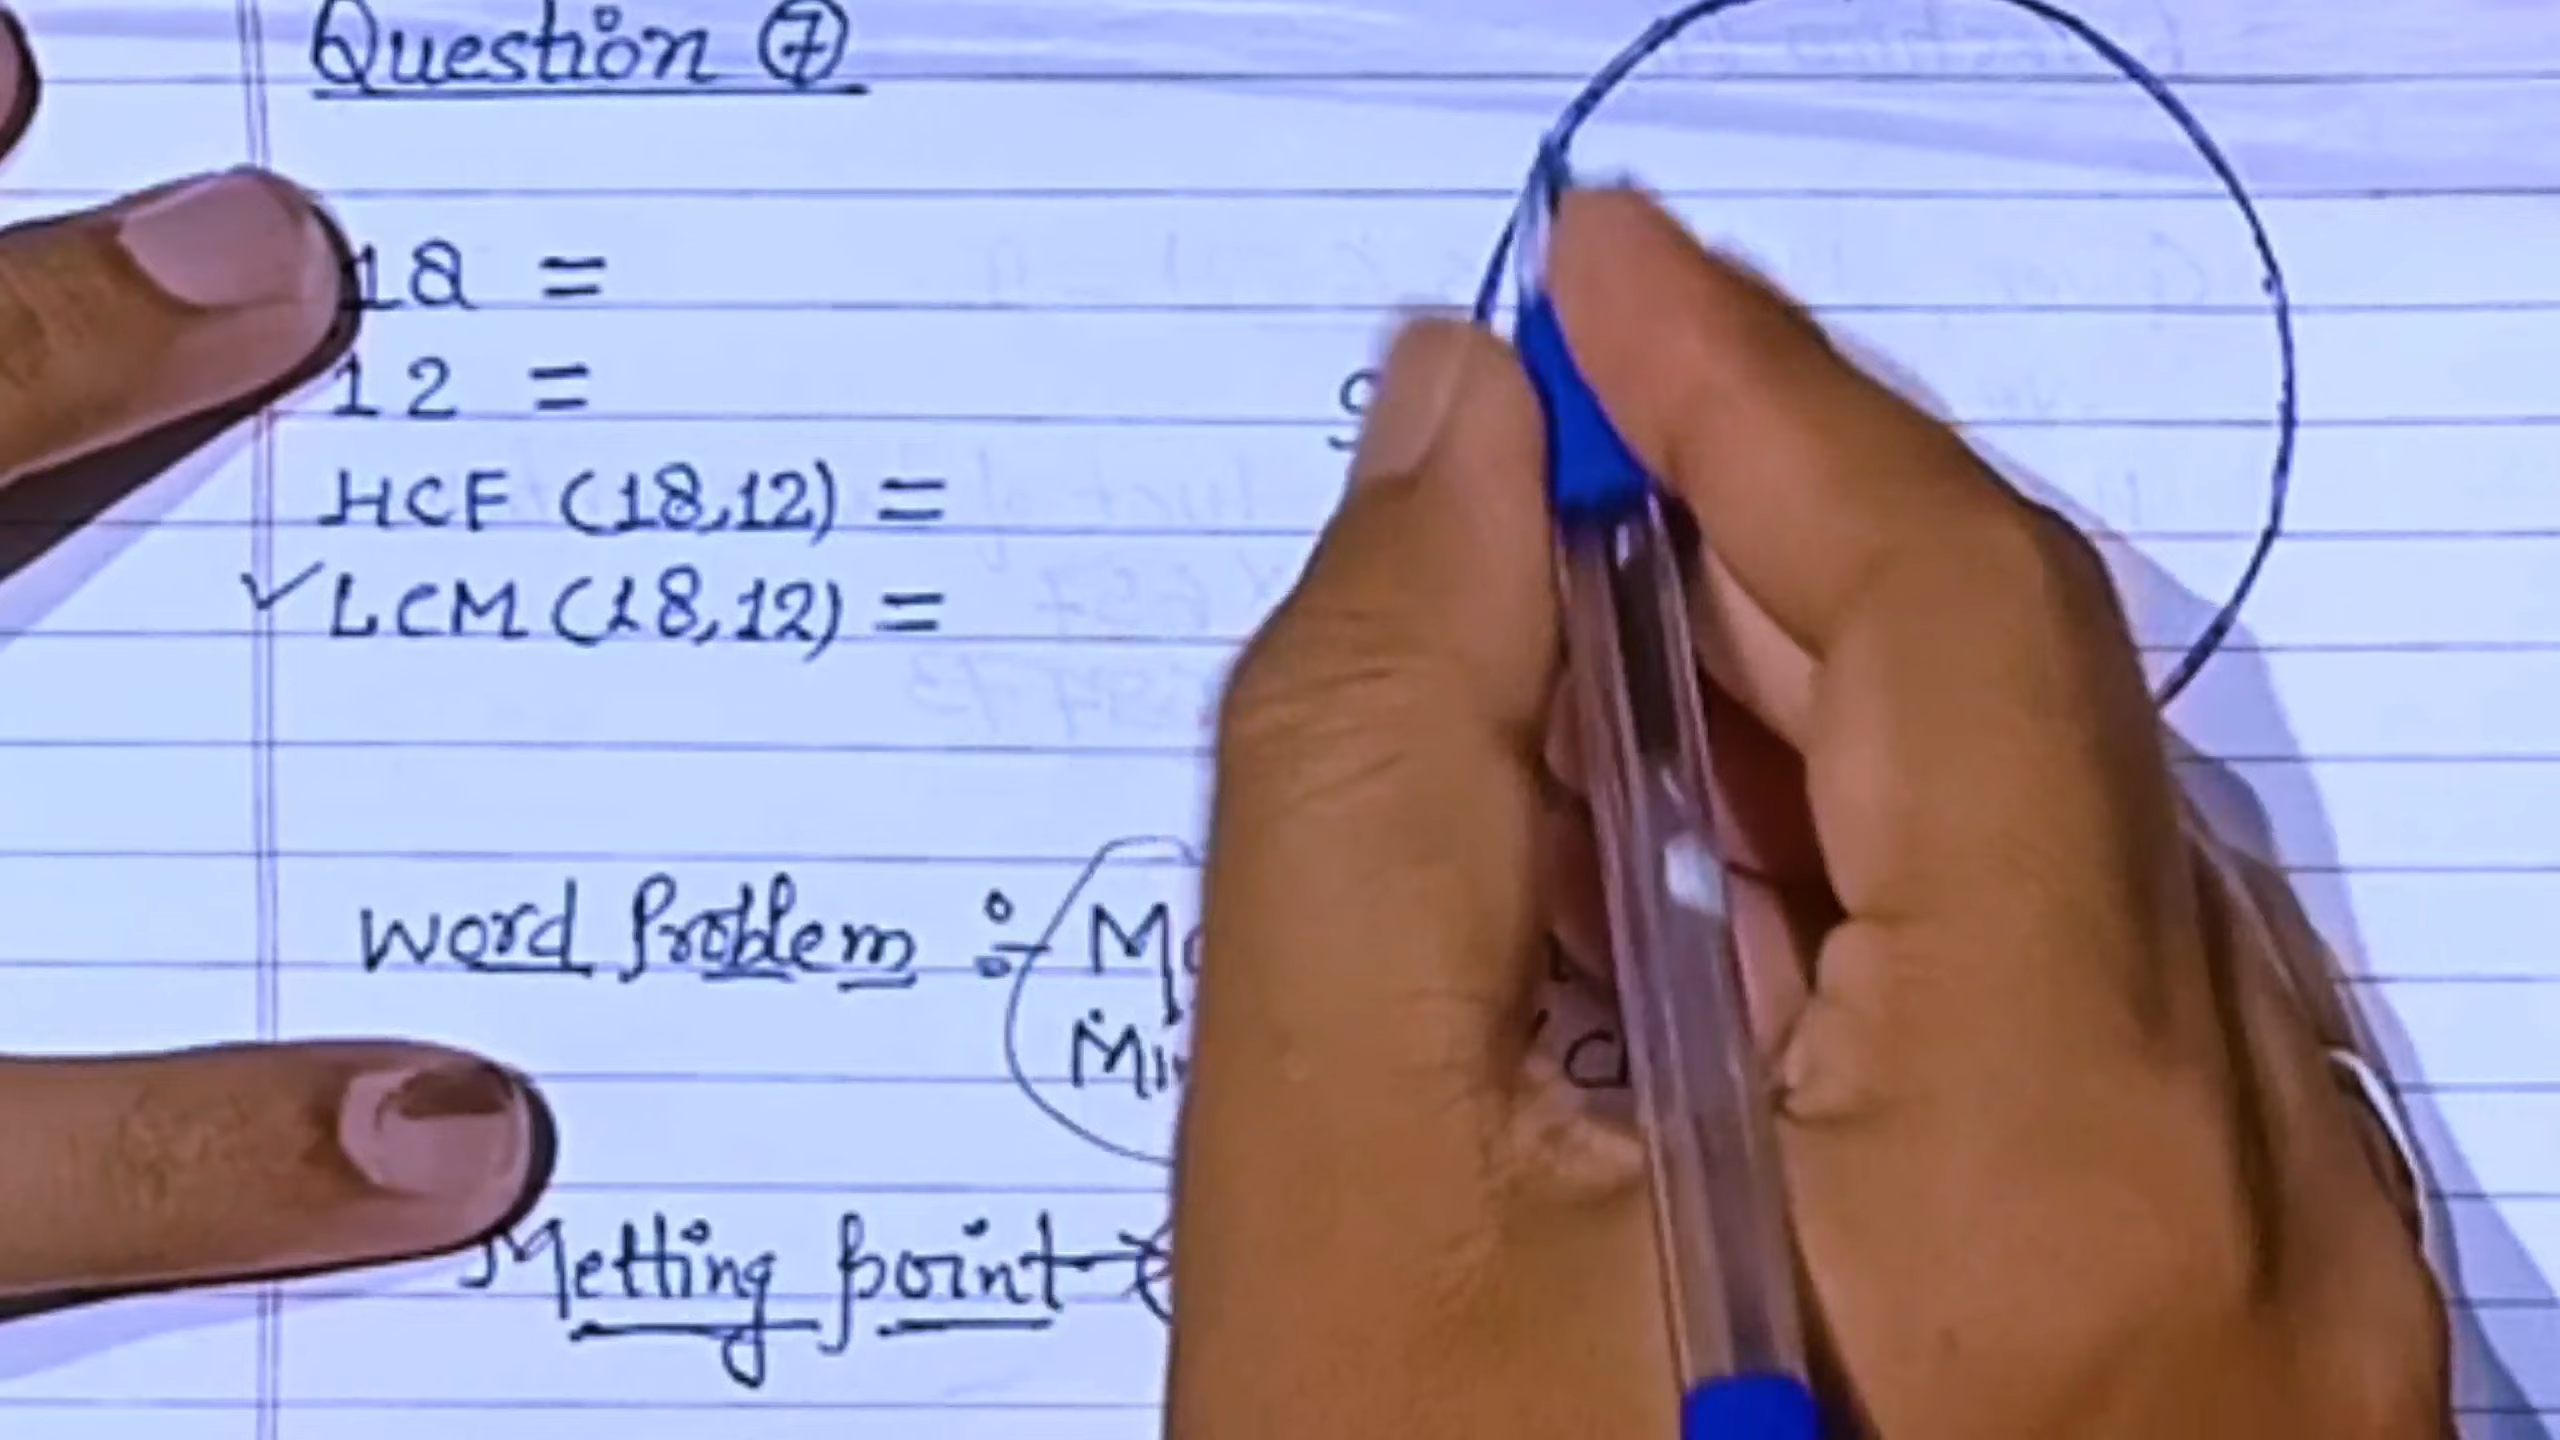 Question 7
18 =
12 =
HCF (18,12) =
✓ LCM (18,12) =
Word Problem ÷
Metting point